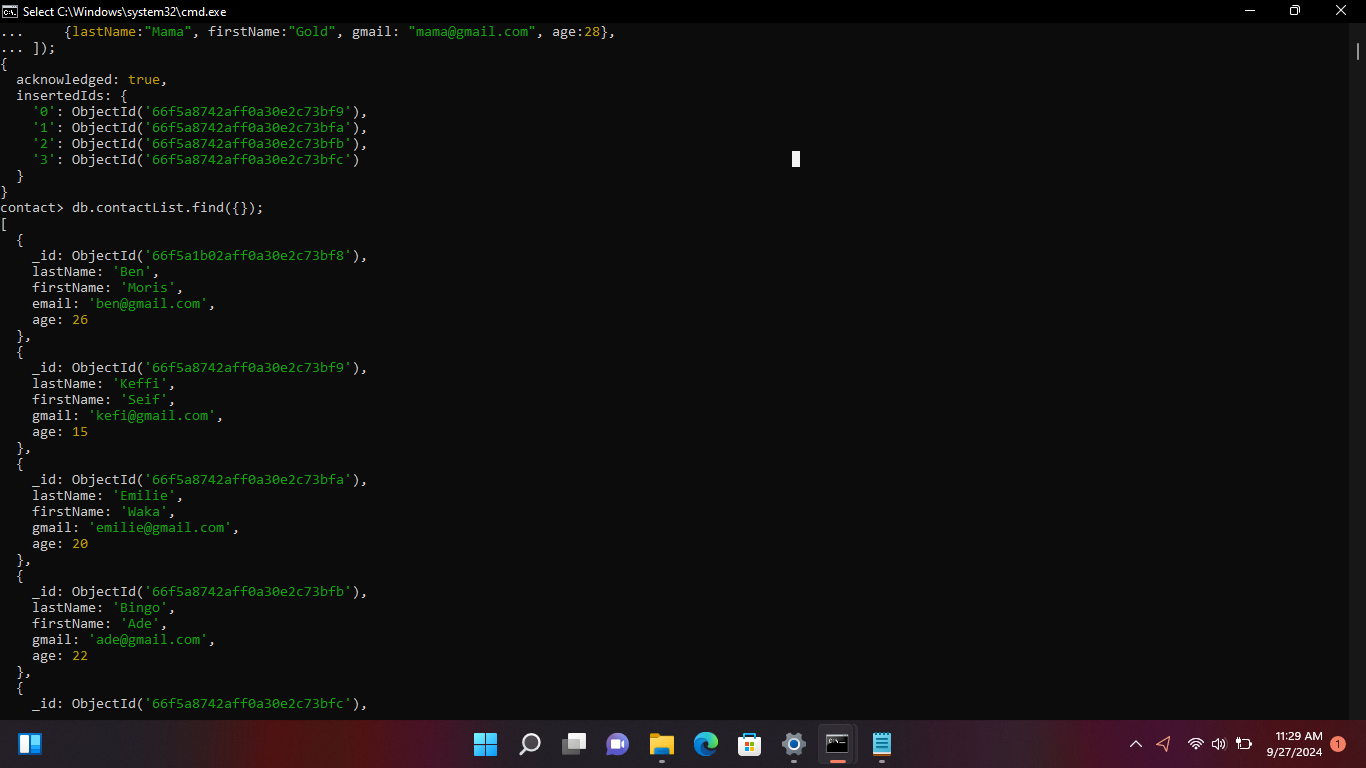 Select C:\Windows\system32\cmd.exe
...     {lastName:"Mama", firstName:"Gold", gmail: "mama@gmail.com", age:28},
... ]);
{
  acknowledged: true,
  insertedIds: {
    '0': ObjectId('66f5a8742aff0a30e2c73bf9'),
    '1': ObjectId('66f5a8742aff0a30e2c73bfa'),
    '2': ObjectId('66f5a8742aff0a30e2c73bfb'),
    '3': ObjectId('66f5a8742aff0a30e2c73bfc')
  }
}
contact> db.contactList.find({});
[
  {
    _id: ObjectId('66f5a1b02aff0a30e2c73bf8'),
    lastName: 'Ben',
    firstName: 'Moris',
    email: 'ben@gmail.com',
    age: 26
  },
  {
    _id: ObjectId('66f5a8742aff0a30e2c73bf9'),
    lastName: 'Keffi',
    firstName: 'Seif',
    gmail: 'kefi@gmail.com',
    age: 15
  },
  {
    _id: ObjectId('66f5a8742aff0a30e2c73bfa'),
    lastName: 'Emilie',
    firstName: 'Waka',
    gmail: 'emilie@gmail.com',
    age: 20
  },
  {
    _id: ObjectId('66f5a8742aff0a30e2c73bfb'),
    lastName: 'Bingo',
    firstName: 'Ade',
    gmail: 'ade@gmail.com',
    age: 22
  },
  {
    _id: ObjectId('66f5a8742aff0a30e2c73bfc'),
11:29 AM
9/27/2024
1